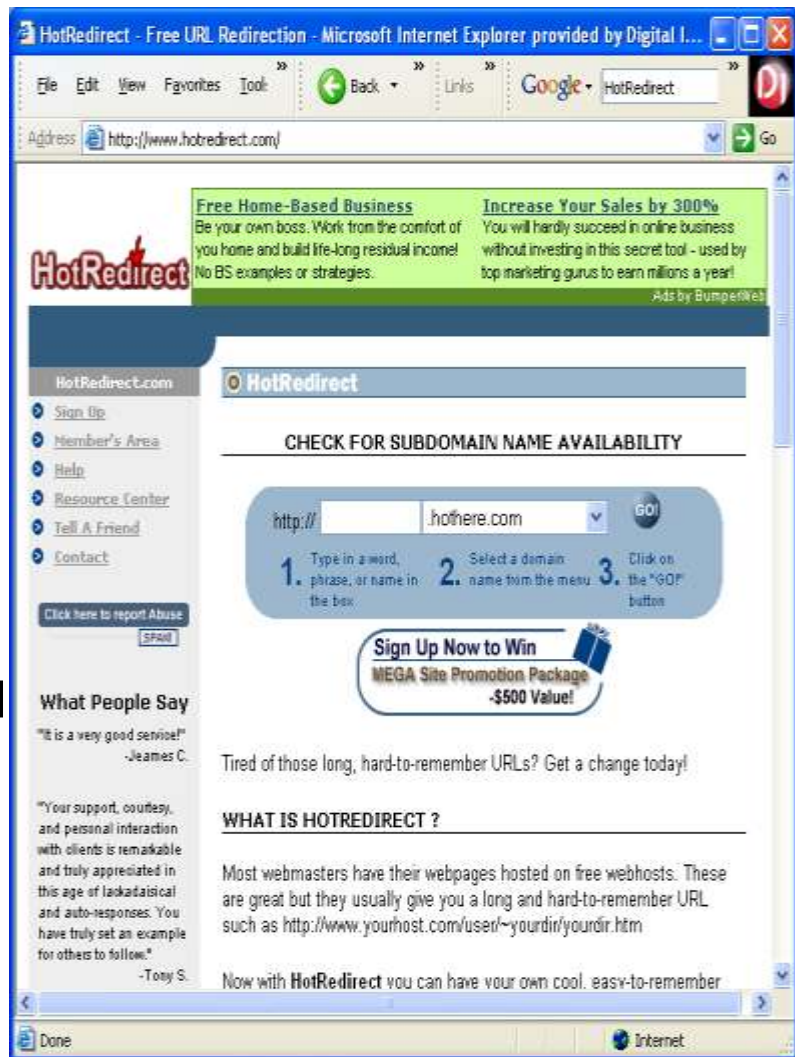 HotRedirect - Free URL Redirection - Microsoft Internet Explorer provided by Digital I...
File Edit View Favorites Tools » Back » Links » Google HotRedirect »
Address http://www.hotredirect.com/ Go
HotRedirect
Free Home-Based Business
Be your own boss. Work from the comfort of
you home and build life-long residual income!
No BS examples or strategies.
Increase Your Sales by 300%
You will hardly succeed in online business
without investing in this secret tool - used by
top marketing gurus to earn millions a year!
Ads by BumperWeb
HotRedirect.com
Sign Up
Member's Area
Help
Resource Center
Tell A Friend
Contact
Click here to report Abuse
SPAM
What People Say
"It is a very good service!"
-Jeames C.
"Your support, courtesy,
and personal interaction
with clients is remarkable
and truly appreciated in
this age of lackadaisical
and auto-responses. You
have truly set an example
for others to follow."
-Tony S.
HotRedirect
CHECK FOR SUBDOMAIN NAME AVAILABILITY
http:// .hothere.com GO!
1. Type in a word,
phrase, or name in
the box
2. Select a domain
name from the menu
3. Click on
the "GO!"
button
Sign Up Now to Win
MEGA Site Promotion Package
-$500 Value!
Tired of those long, hard-to-remember URLs? Get a change today!
WHAT IS HOTREDIRECT ?
Most webmasters have their webpages hosted on free webhosts. These
are great but they usually give you a long and hard-to-remember URL
such as http://www.yourhost.com/user/~yourdir/yourdir.htm
Now with HotRedirect you can have your own cool, easy-to-remember
Done Internet